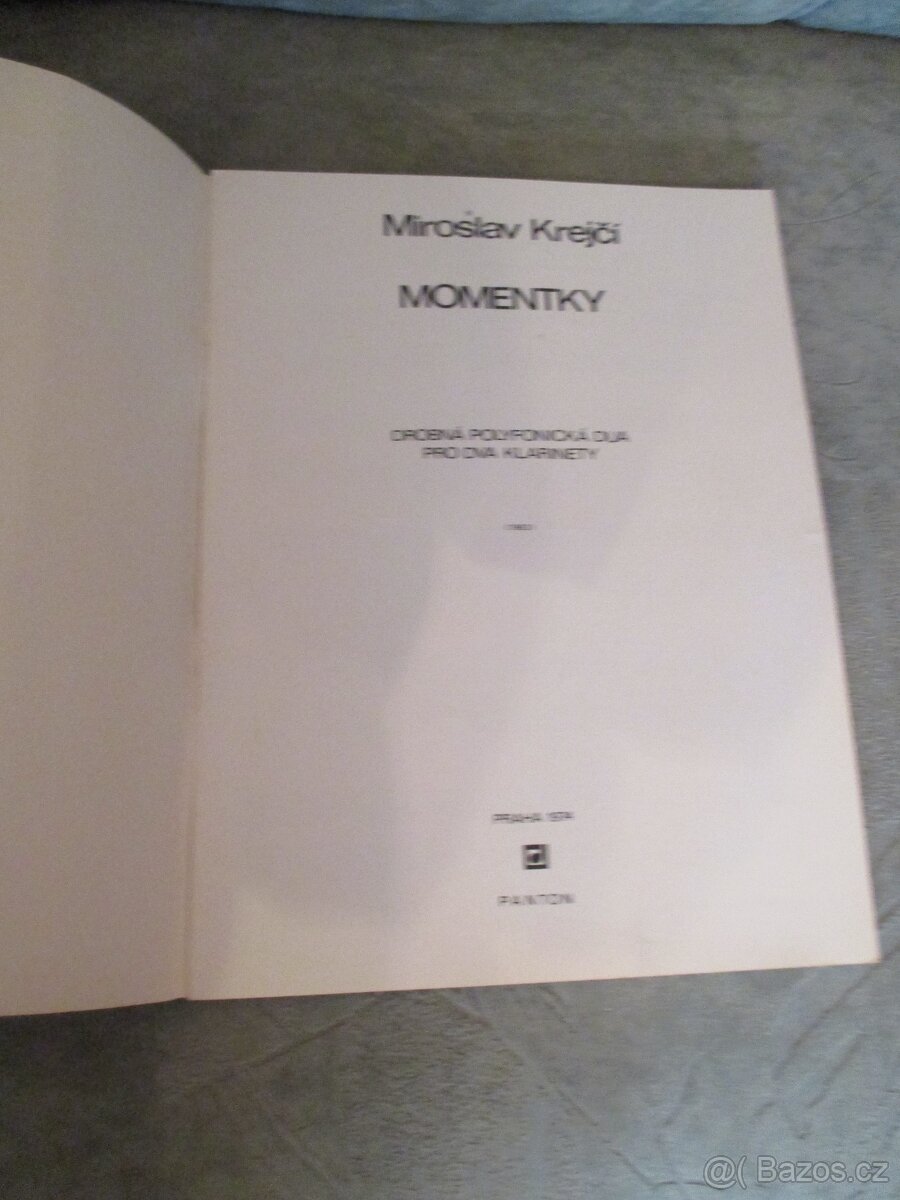 Miroslav Krejčí
MOMENTKY
DROBNÁ POLYFONICKÁ DUA
PRO DVA KLARINETY
PRAHA 1974
PANTON
@( Bazos.cz